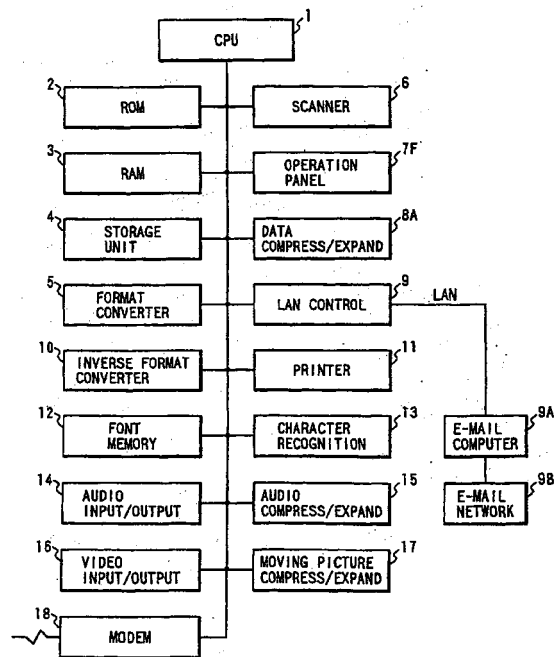 1
CPU
2
ROM
6
SCANNER
3
RAM
7F
OPERATION
PANEL
4
STORAGE
UNIT
8A
DATA
COMPRESS/EXPAND
5
FORMAT
CONVERTER
9
LAN CONTROL
LAN
10
INVERSE FORMAT
CONVERTER
11
PRINTER
12
FONT
MEMORY
13
CHARACTER
RECOGNITION
9A
E-MAIL
COMPUTER
14
AUDIO
INPUT/OUTPUT
15
AUDIO
COMPRESS/EXPAND
9B
E-MAIL
NETWORK
16
VIDEO
INPUT/OUTPUT
17
MOVING PICTURE
COMPRESS/EXPAND
18
MODEM